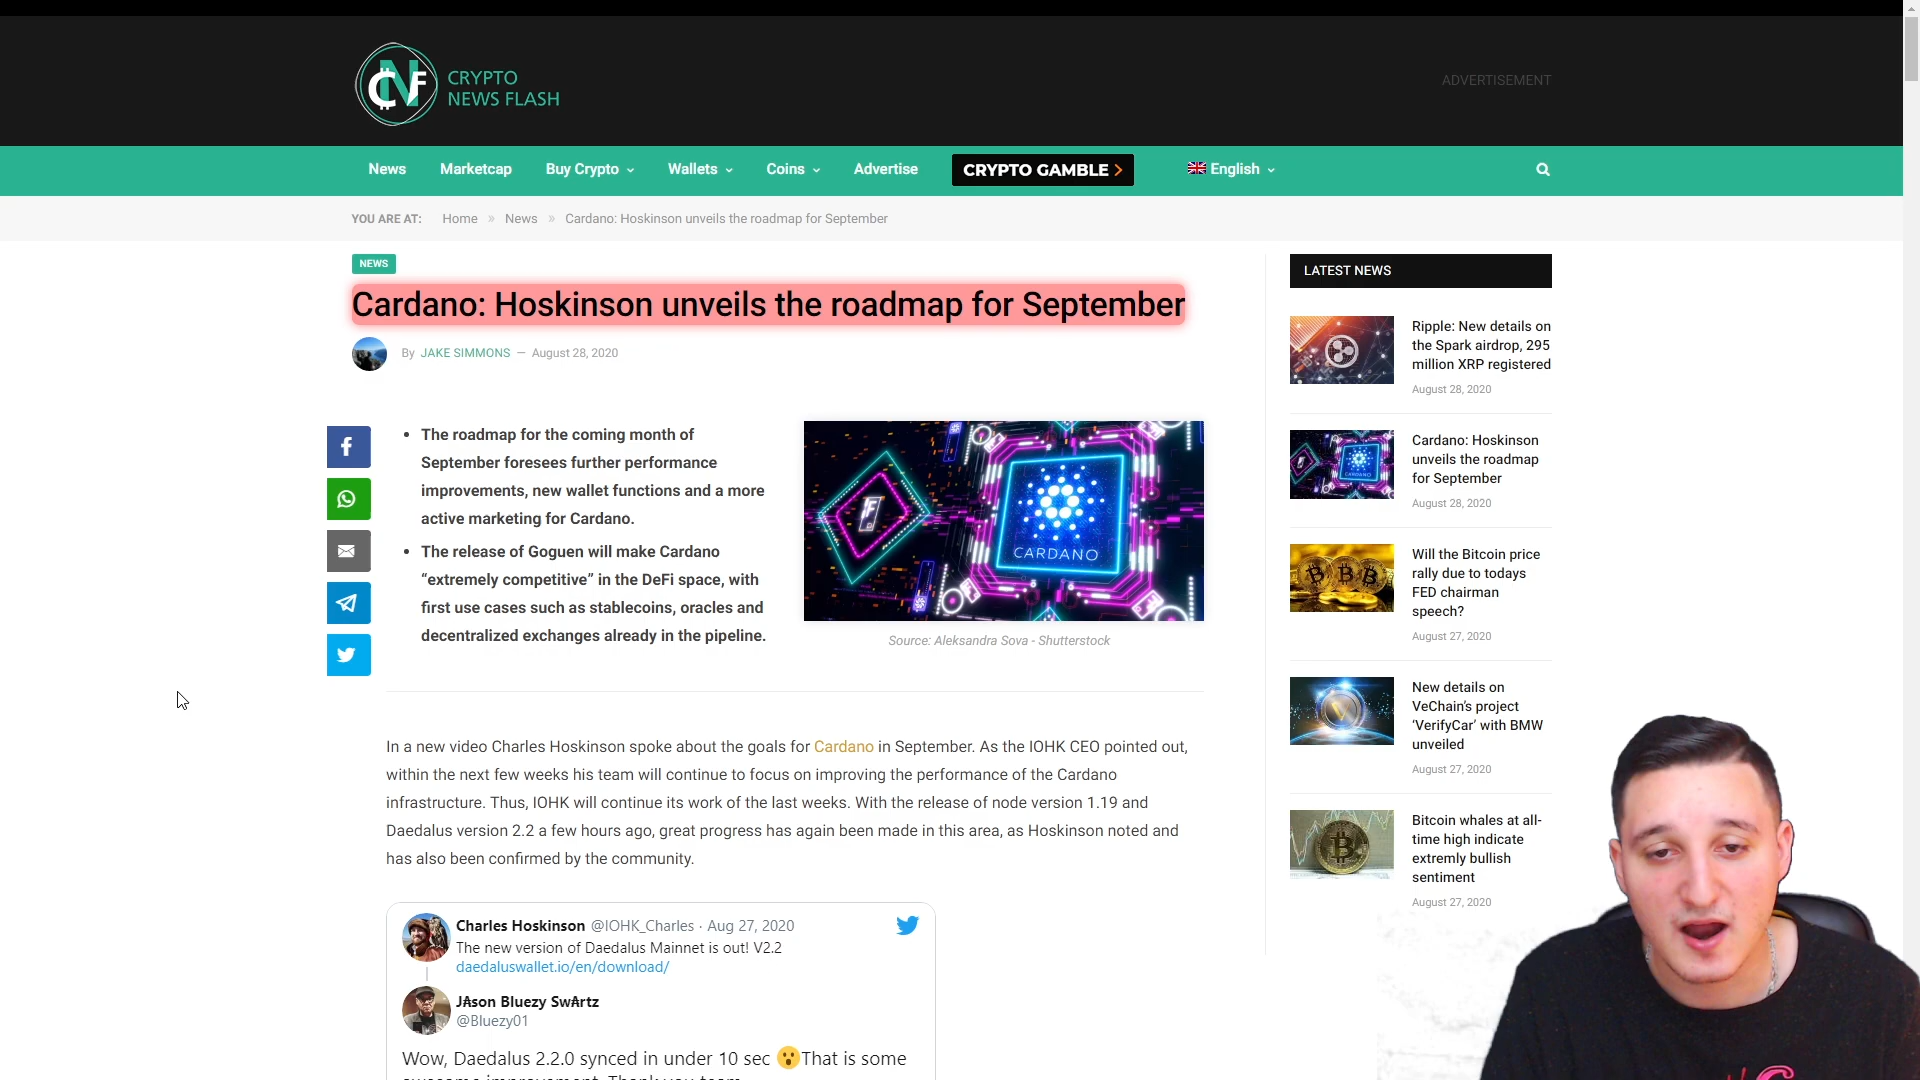 CNF
CRYPTO
NEWS FLASH
ADVERTISEMENT
News
Marketcap
Buy Crypto
Wallets
Coins
Advertise
CRYPTO GAMBLE >
English
YOU ARE AT: Home » News » Cardano: Hoskinson unveils the roadmap for September
NEWS
Cardano: Hoskinson unveils the roadmap for September
By JAKE SIMMONS — August 28, 2020
• The roadmap for the coming month of
September foresees further performance
improvements, new wallet functions and a more
active marketing for Cardano.
• The release of Goguen will make Cardano
“extremely competitive” in the DeFi space, with
first use cases such as stablecoins, oracles and
decentralized exchanges already in the pipeline.
CARDANO
Source: Aleksandra Sova - Shutterstock
In a new video Charles Hoskinson spoke about the goals for Cardano in September. As the IOHK CEO pointed out,
within the next few weeks his team will continue to focus on improving the performance of the Cardano
infrastructure. Thus, IOHK will continue its work of the last weeks. With the release of node version 1.19 and
Daedalus version 2.2 a few hours ago, great progress has again been made in this area, as Hoskinson noted and
has also been confirmed by the community.
Charles Hoskinson @IOHK_Charles · Aug 27, 2020
The new version of Daedalus Mainnet is out! V2.2
daedaluswallet.io/en/download/
J₳son Bluezy Sw₳rtz
@Bluezy01
Wow, Daedalus 2.2.0 synced in under 10 sec 😮That is some
awesome improvement. Thank you team
LATEST NEWS
Ripple: New details on
the Spark airdrop, 295
million XRP registered
August 28, 2020
Cardano: Hoskinson
unveils the roadmap
for September
August 28, 2020
Will the Bitcoin price
rally due to todays
FED chairman
speech?
August 27, 2020
New details on
VeChain’s project
‘VerifyCar’ with BMW
unveiled
August 27, 2020
Bitcoin whales at all-
time high indicate
extremly bullish
sentiment
August 27, 2020